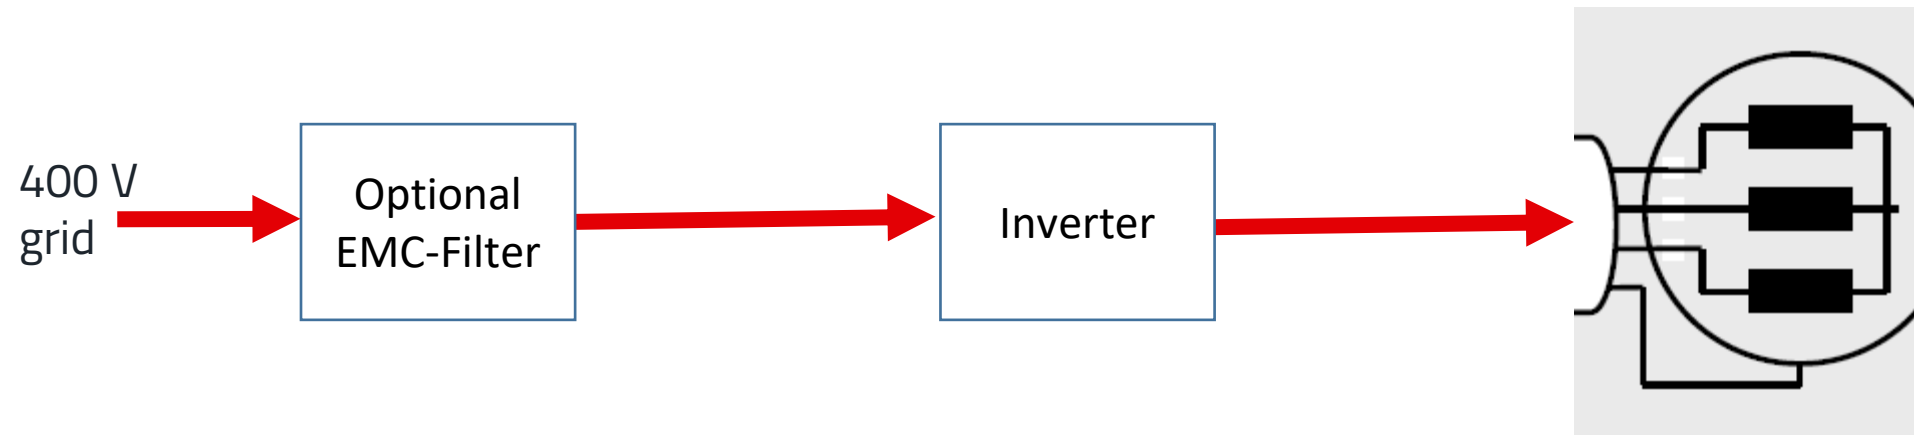 400 V
grid
Optional
EMC-Filter
Inverter